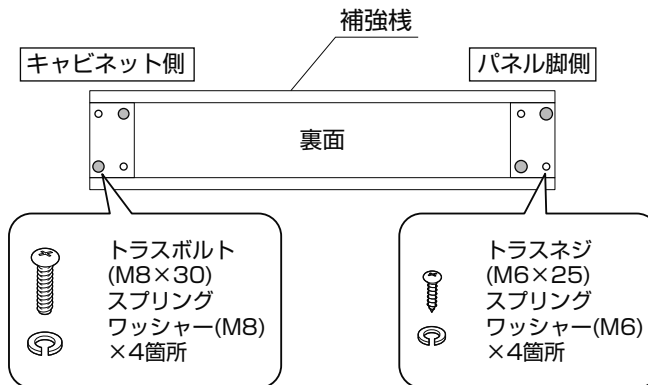 補強桟
キャビネット側
パネル脚側
裏面
トラスボルト
(M8×30)
スプリング
ワッシャー(M8)
×4箇所
トラスネジ
(M6×25)
スプリング
ワッシャー(M6)
×4箇所